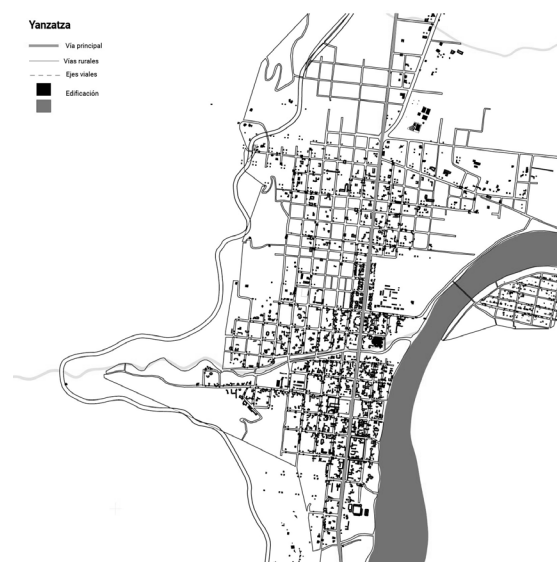 Yanzatza
Vía principal
Vías rurales
Ejes viales
Edificación